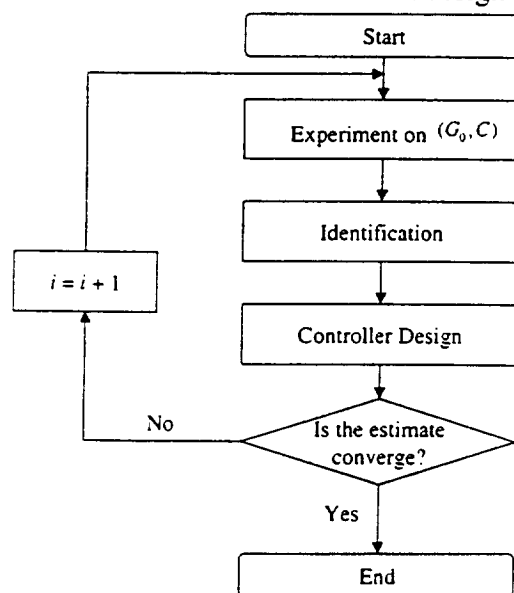 Start
Experiment on (G₀, C)
Identification
i = i + 1
Controller Design
No
Is the estimate
converge?
Yes
End